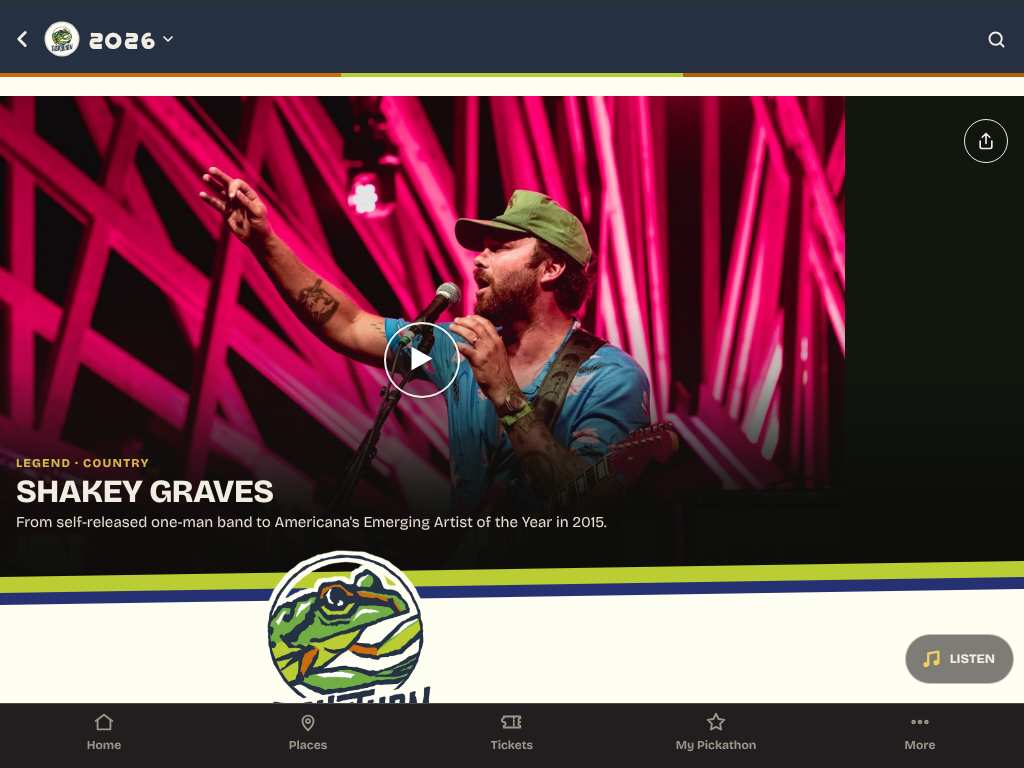 2026
LEGEND · COUNTRY
SHAKEY GRAVES
From self-released one-man band to Americana's Emerging Artist of the Year in 2015.
LISTEN
Home
Places
Tickets
My Pickathon
More